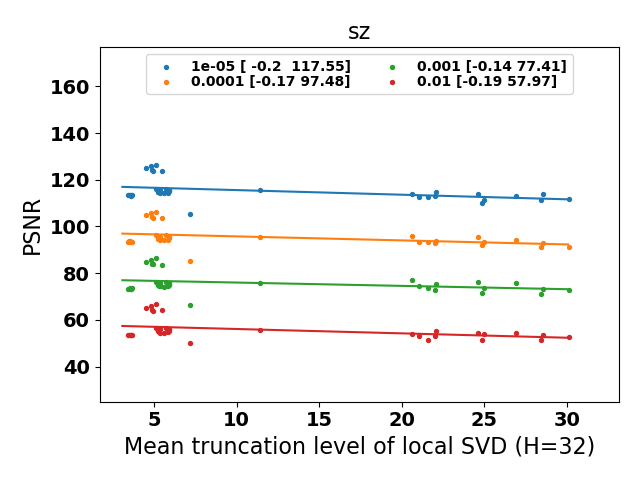 sz
1e-05 [ -0.2  117.55]
0.0001 [-0.17 97.48]
0.001 [-0.14 77.41]
0.01 [-0.19 57.97]
PSNR
160
140
120
100
80
60
40
5 10 15 20 25 30
Mean truncation level of local SVD (H=32)